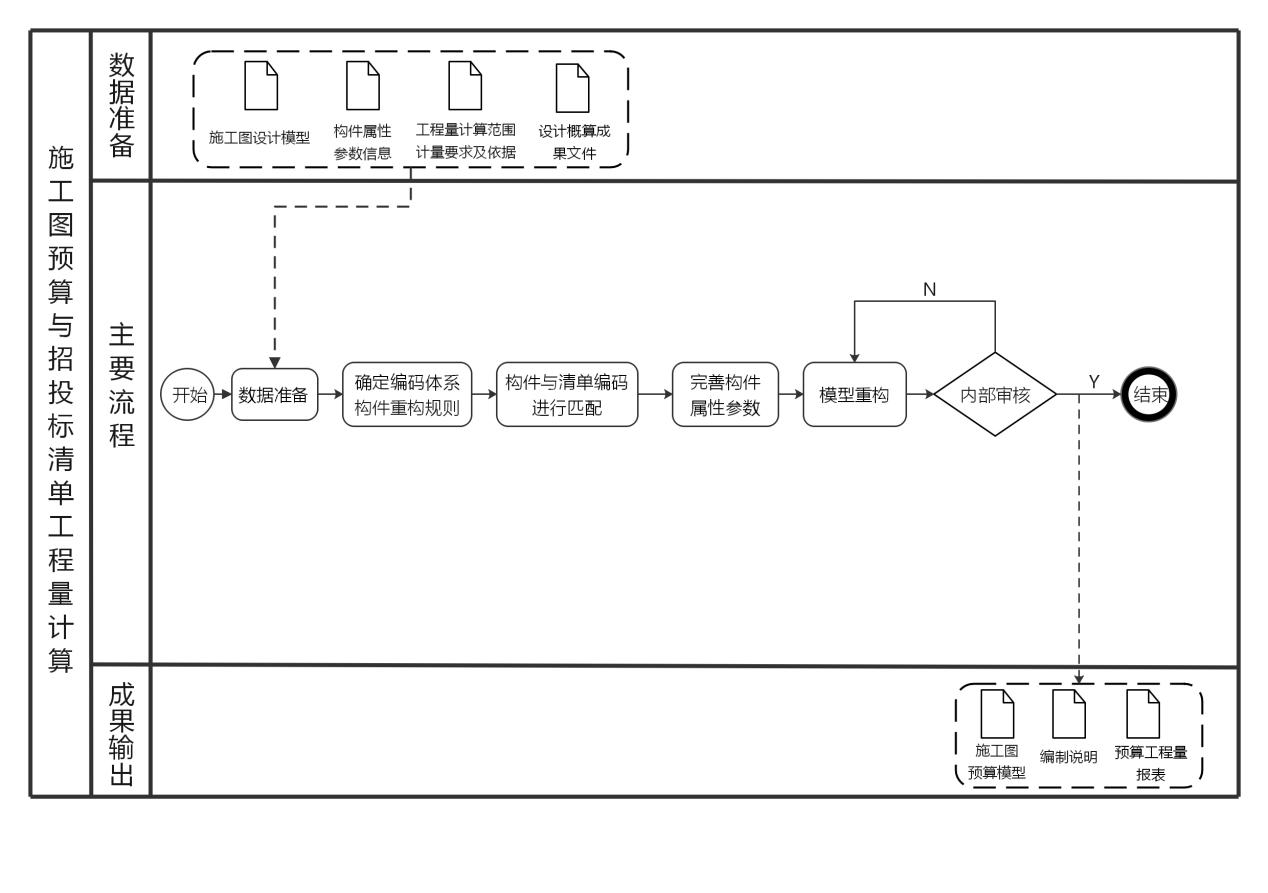 施工图预算与招投标清单工程量计算
数据准备
施工图设计模型
构件属性
参数信息
工程量计算范围
计量要求及依据
设计概算成
果文件
主要流程
开始
数据准备
确定编码体系
构件重构规则
构件与清单编码
进行匹配
完善构件
属性参数
模型重构
N
内部审核
Y
结束
成果输出
施工图
预算模型
编制说明
预算工程量
报表